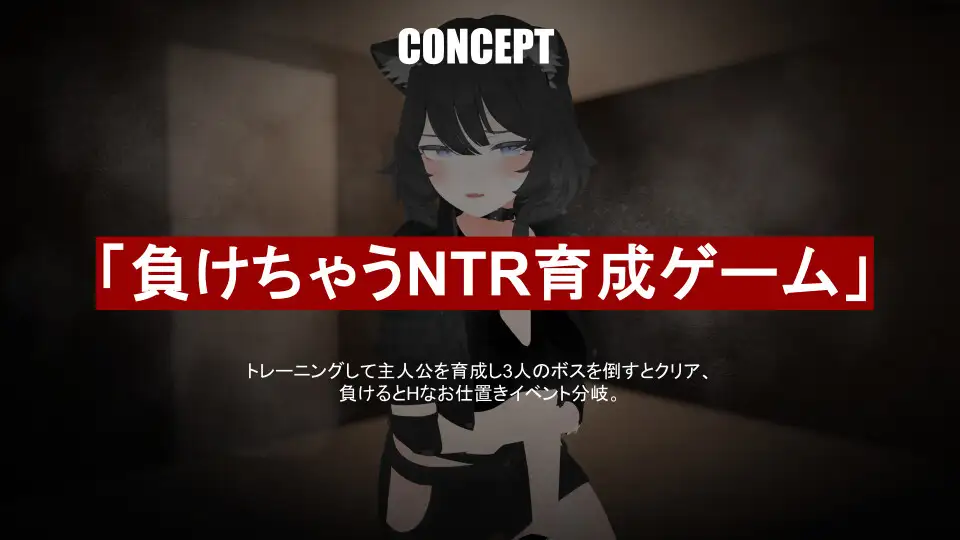 CONCEPT
「負けちゃうNTR育成ゲーム」
トレーニングして主人公を育成し3人のボスを倒すとクリア、
負けるとHなお仕置きイベント分岐。